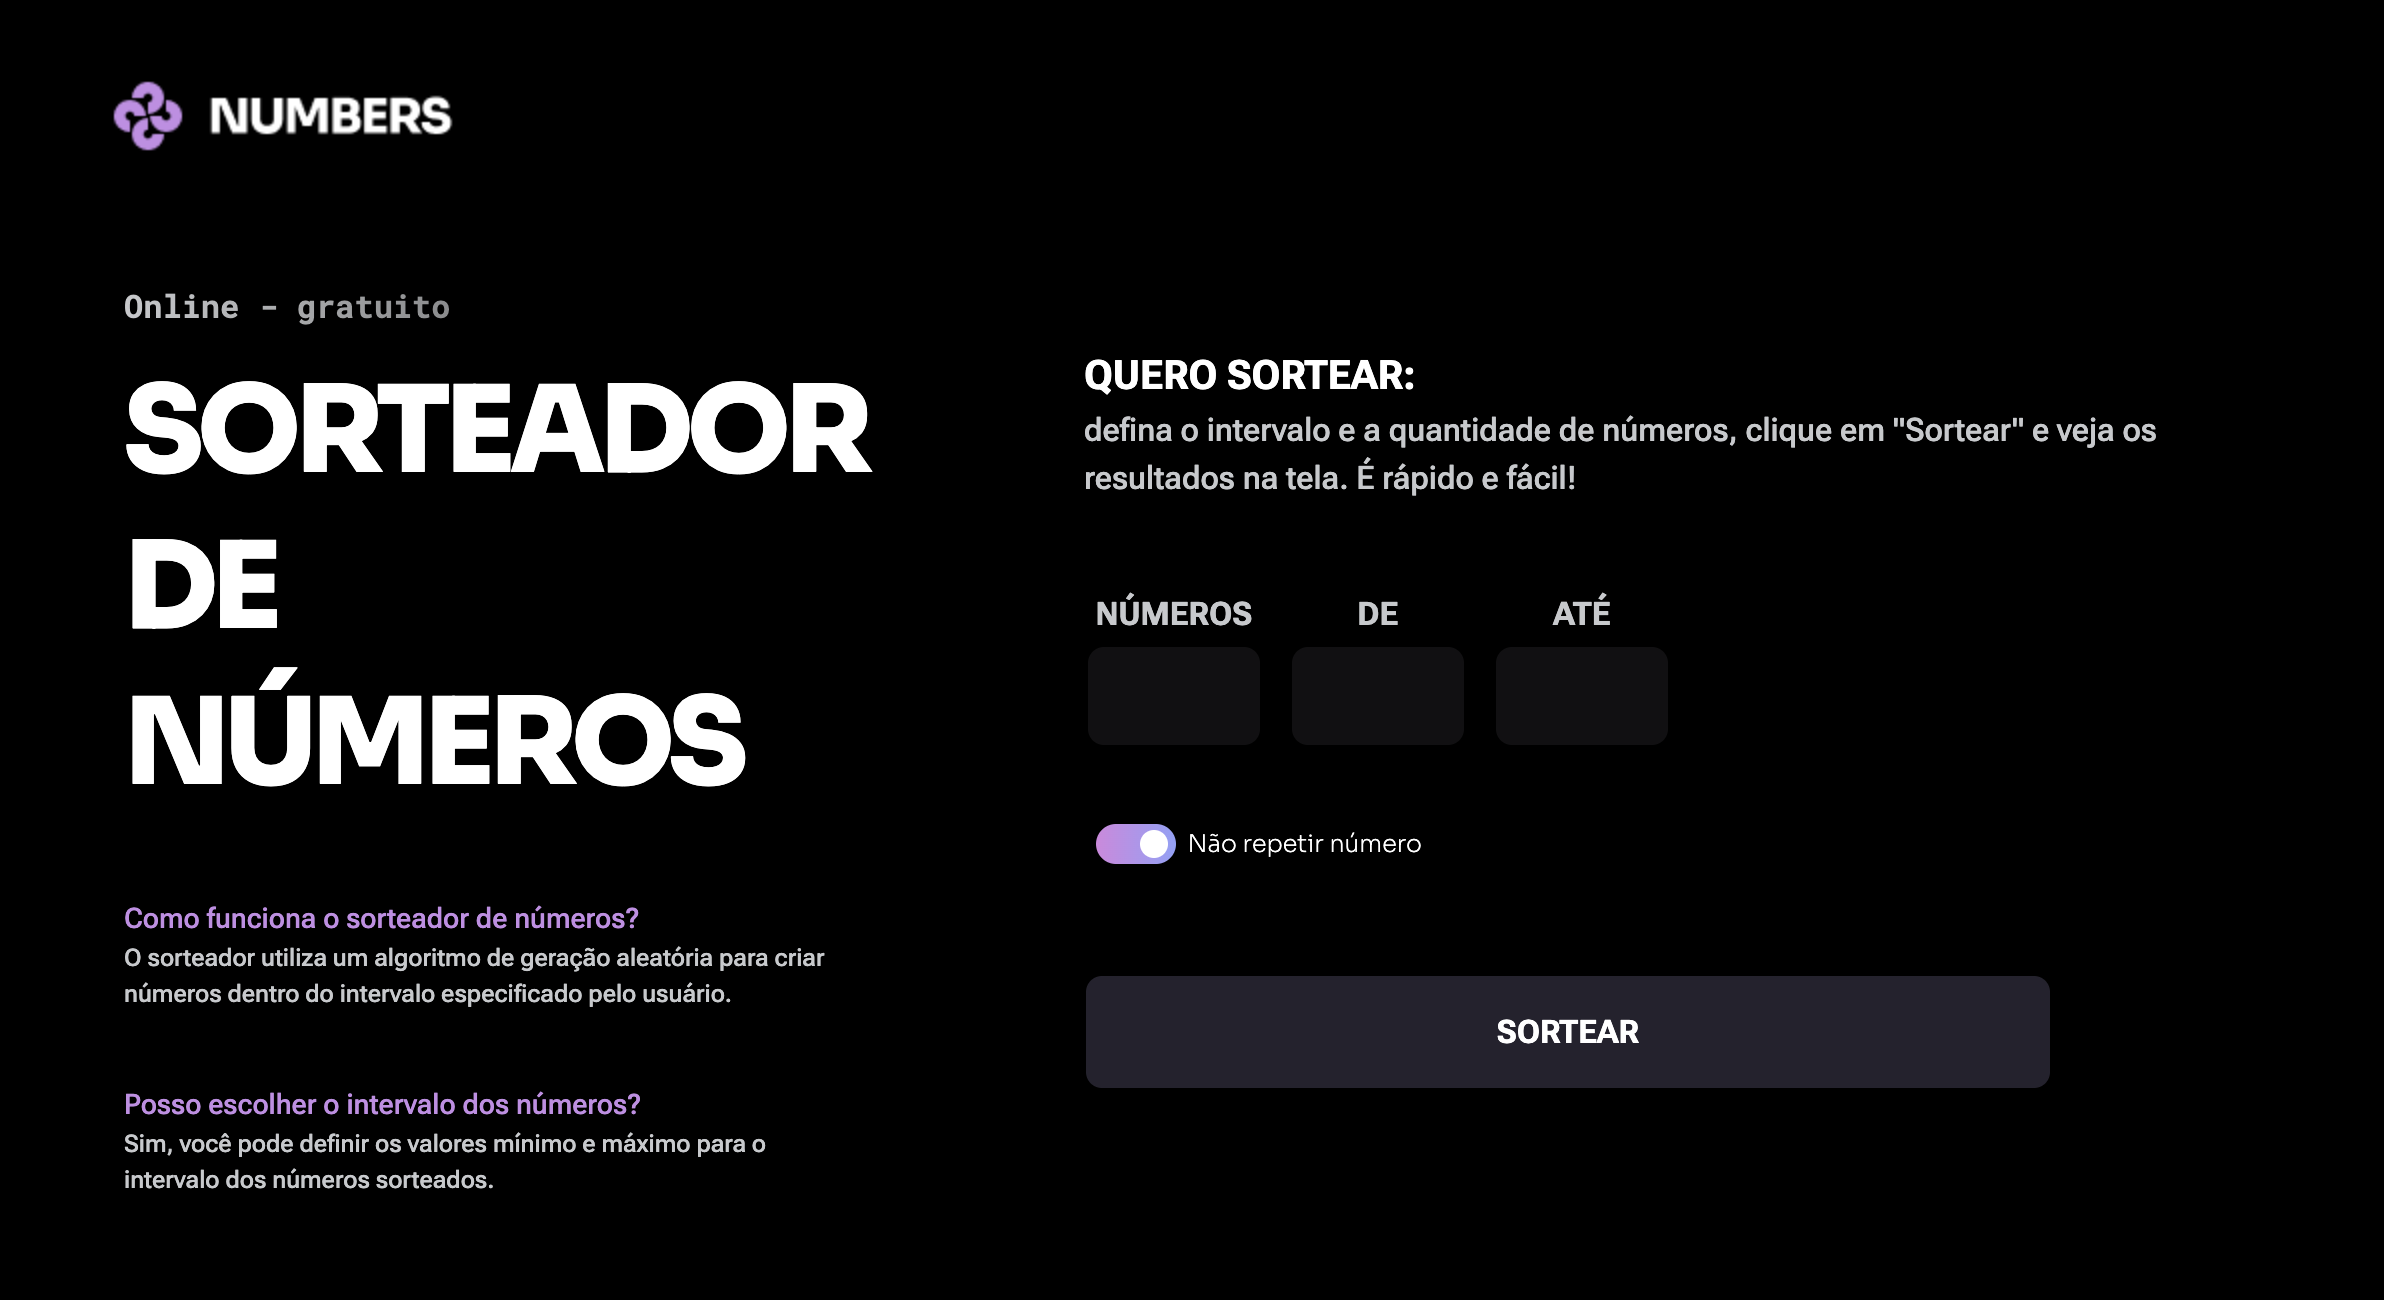 NUMBERS
Online - gratuito
SORTEADOR
DE
NÚMEROS
Como funciona o sorteador de números?
O sorteador utiliza um algoritmo de geração aleatória para criar
números dentro do intervalo especificado pelo usuário.
Posso escolher o intervalo dos números?
Sim, você pode definir os valores mínimo e máximo para o
intervalo dos números sorteados.
QUERO SORTEAR:
defina o intervalo e a quantidade de números, clique em "Sortear" e veja os
resultados na tela. É rápido e fácil!
NÚMEROS DE ATÉ
Não repetir número
SORTEAR